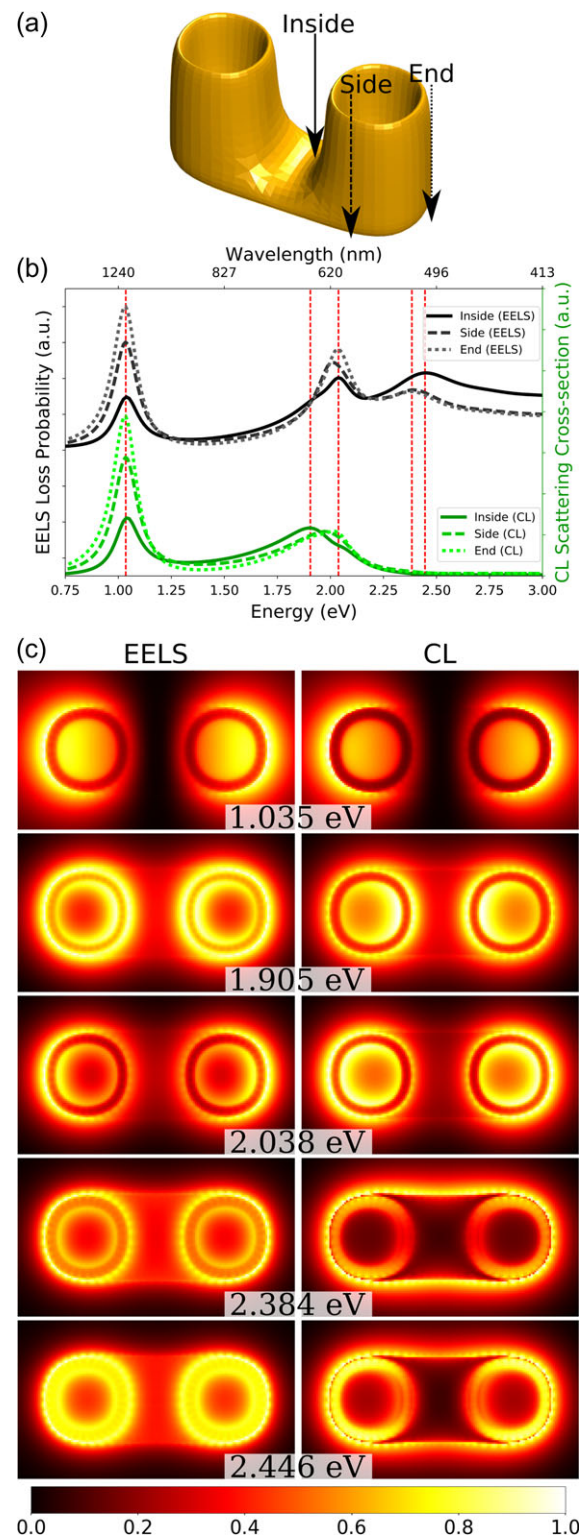 (a)
Inside
Side
End
(b)
Wavelength (nm)
1240 827 620 496 413
EELS Loss Probability (a.u.)
CL Scattering Cross-section (a.u.)
Inside (EELS)
Side (EELS)
End (EELS)
Inside (CL)
Side (CL)
End (CL)
0.75 1.00 1.25 1.50 1.75 2.00 2.25 2.50 2.75 3.00
Energy (eV)
(c)
EELS CL
1.035 eV
1.905 eV
2.038 eV
2.384 eV
2.446 eV
0.0 0.2 0.4 0.6 0.8 1.0